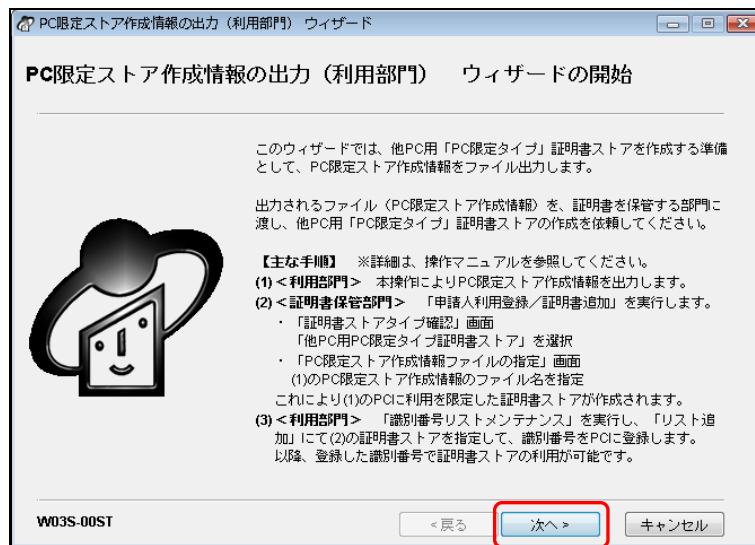 PC限定ストア作成情報の出力（利用部門） ウィザード
PC限定ストア作成情報の出力（利用部門）　ウィザードの開始
このウィザードでは、他PC用「PC限定タイプ」証明書ストアを作成する準備
として、PC限定ストア作成情報をファイル出力します。
出力されるファイル（PC限定ストア作成情報）を、証明書を保管する部門に
渡し、他PC用「PC限定タイプ」証明書ストアの作成を依頼してください。
【主な手順】　※詳細は、操作マニュアルを参照してください。
(1)＜利用部門＞　本操作によりPC限定ストア作成情報を出力します。
(2)＜証明書保管部門＞　「申請人利用登録／証明書追加」を実行します。
・　「証明書ストアタイプ確認」画面
「他PC用PC限定タイプ証明書ストア」を選択
・　「PC限定ストア作成情報ファイルの指定」画面
(1)のPC限定ストア作成情報のファイル名を指定
これにより(1)のPCに利用を限定した証明書ストアが作成されます。
(3)＜利用部門＞　「識別番号リストメンテナンス」を実行し、「リスト追
加」にて(2)の証明書ストアを指定して、識別番号をPCに登録します。
以降、登録した識別番号で証明書ストアの利用が可能です。
W03S-00ST
<戻る
次へ>
キャンセル